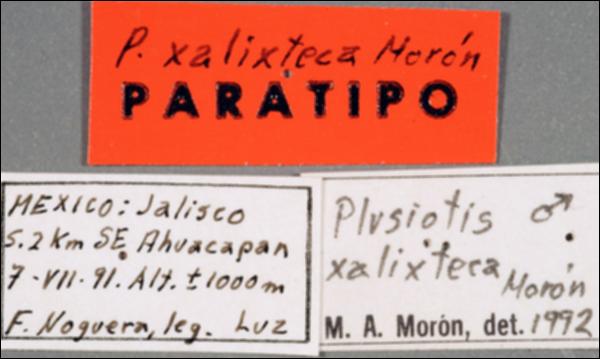 P. xalixteca Morón
PARATIPO
MEXICO: Jalisco
5.2 Km SE. Ahuacapan
7-VII-91. Alt. ±1000m
F. Noguera, leg. Luz
Plusiotis ♂
xalixteca Morón
M. A. Morón, det. 1992